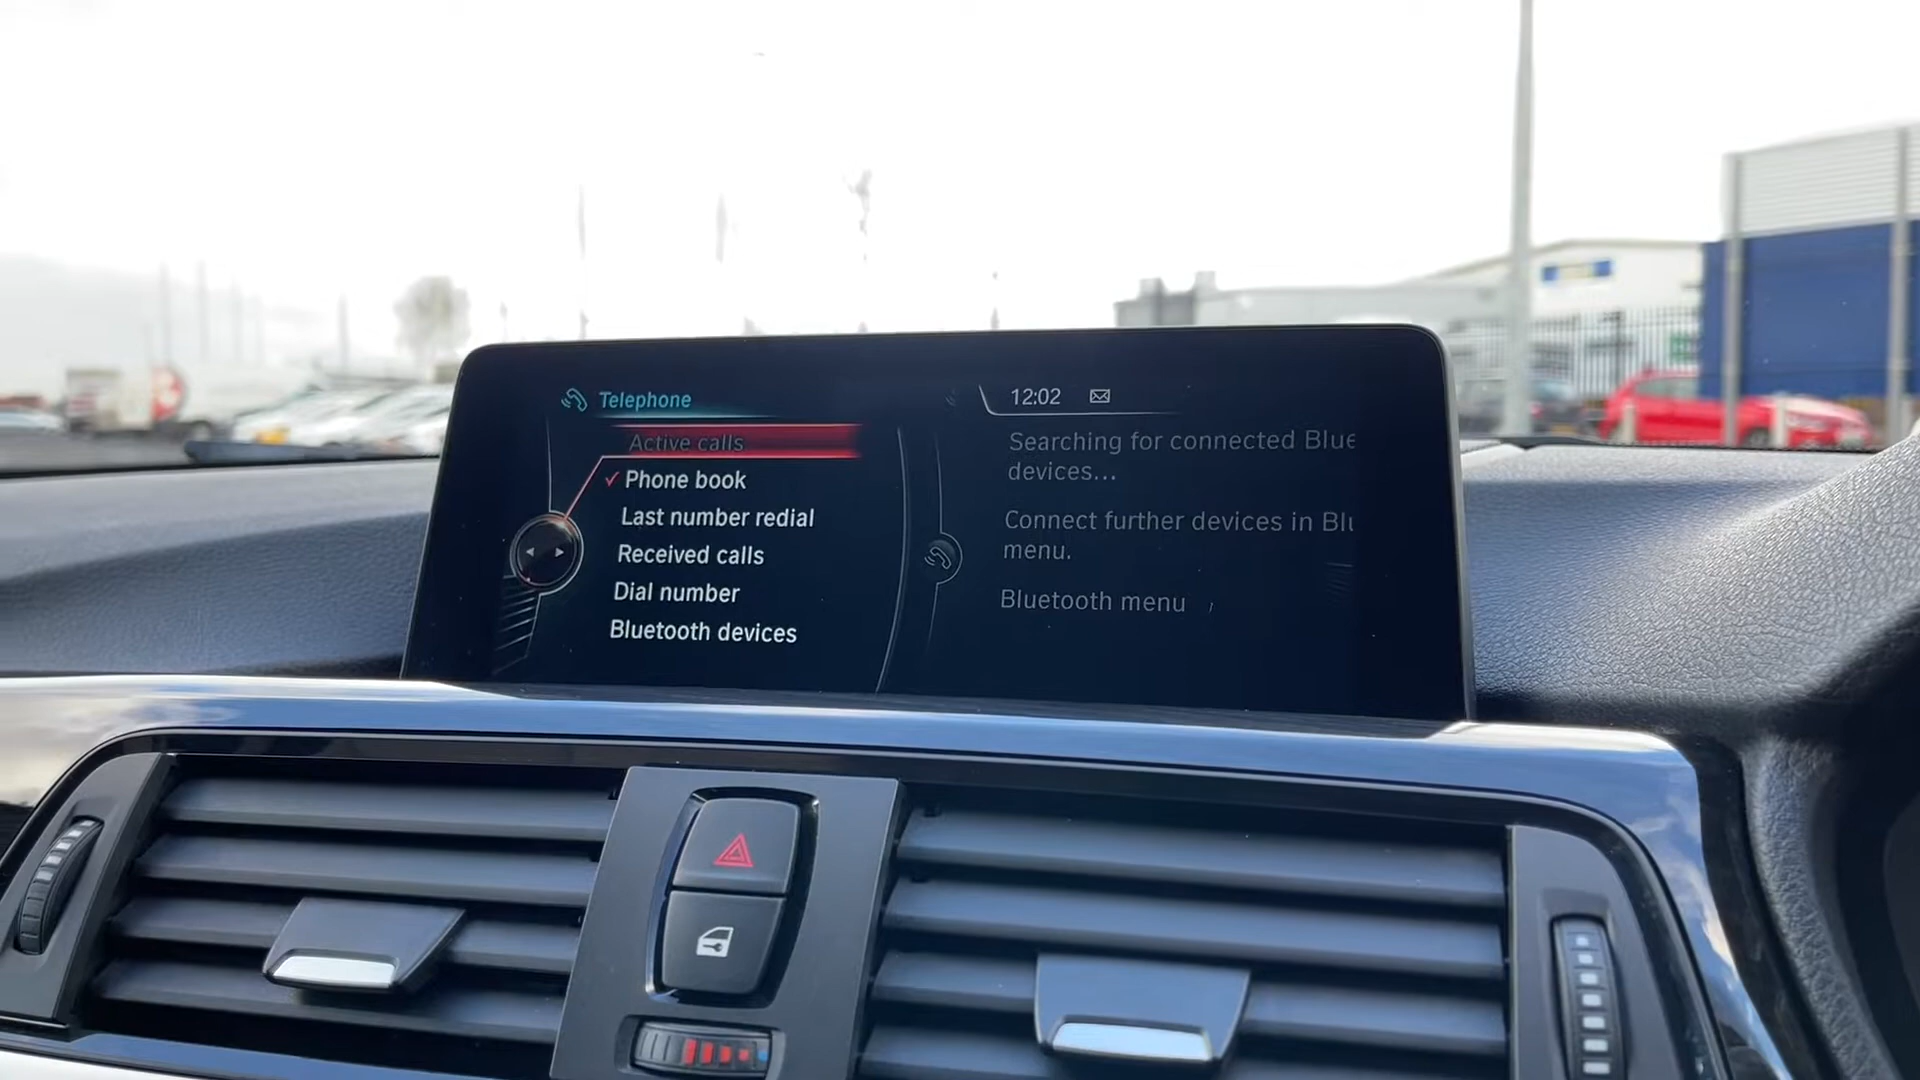 Telephone
Active calls
Phone book
Last number redial
Received calls
Dial number
Bluetooth devices
12:02
Searching for connected Blue
devices...
Connect further devices in Blu
menu.
Bluetooth menu